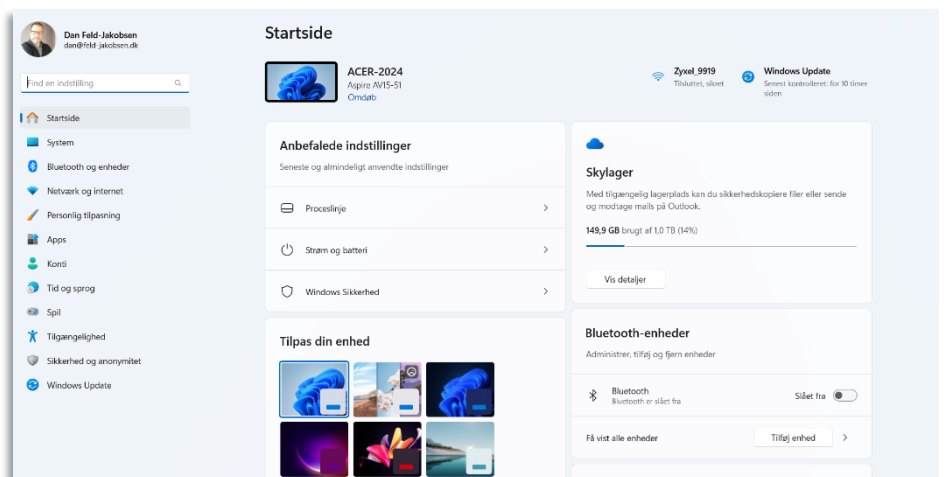 Dan Feld-Jakobsen
dan@feld-jakobsen.dk
Find en indstilling
Startside
System
Bluetooth og enheder
Netværk og internet
Personlig tilpasning
Apps
Konti
Tid og sprog
Spil
Tilgængelighed
Sikkerhed og anonymitet
Windows Update
Startside
ACER-2024
Aspire AV15-51
Omdøb
Zyxel_9919
Tilsluttet, sikret
Windows Update
Senest kontrolleret: for 10 timer
siden
Anbefalede indstillinger
Seneste og almindeligt anvendte indstillinger
Proceslinje
Strøm og batteri
Windows Sikkerhed
Tilpas din enhed
Skylager
Med tilgængelig lagerplads kan du sikkerhedskopiere filer eller sende
og modtage mails på Outlook.
149,9 GB brugt af 1,0 TB (14%)
Vis detaljer
Bluetooth-enheder
Administrer, tilføj og fjern enheder
Bluetooth
Bluetooth er slået fra
Slået fra
Få vist alle enheder
Tilføj enhed